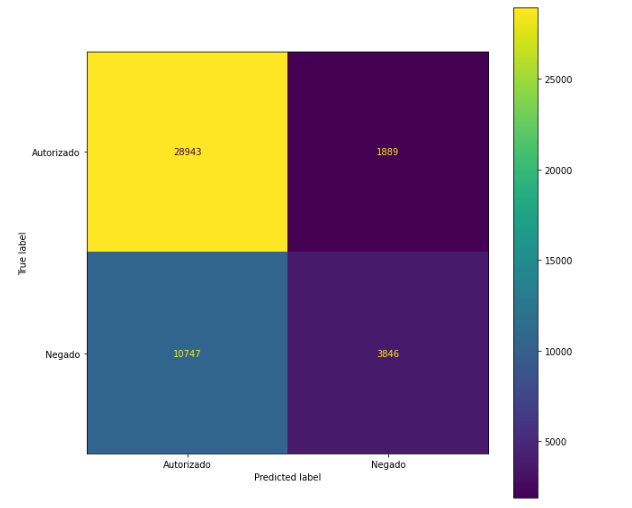 25000
Autorizado
28943
1889
20000
True label
15000
Negado
10747
3846
10000
5000
Autorizado
Negado
Predicted label